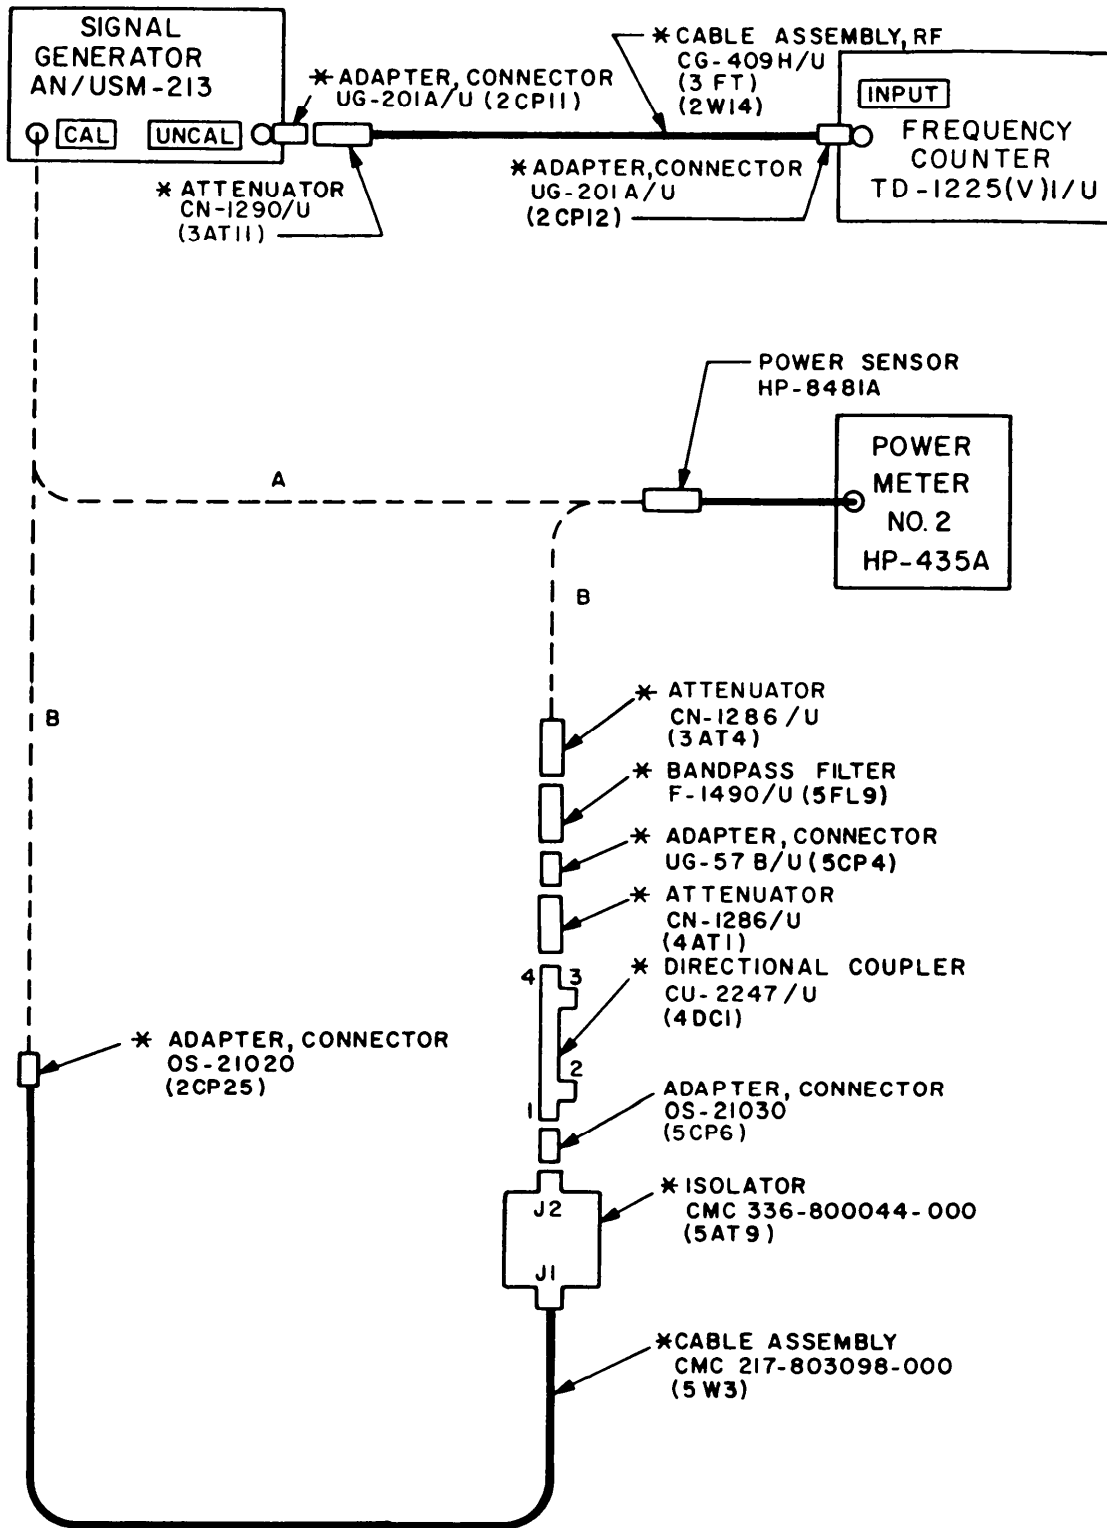 SIGNAL
GENERATOR
AN/USM-213
CAL
UNCAL
* ADAPTER, CONNECTOR
UG-201A/U (2CP11)
* CABLE ASSEMBLY, RF
CG-409H/U
(3 FT)
(2W14)
INPUT
FREQUENCY
COUNTER
TD-1225(V)1/U
* ATTENUATOR
CN-1290/U
(3AT11)
* ADAPTER, CONNECTOR
UG-201A/U
(2CP12)
POWER SENSOR
HP-8481A
POWER
METER
NO. 2
HP-435A
A
B
B
* ATTENUATOR
CN-1286/U
(3AT4)
* BANDPASS FILTER
F-1490/U (5FL9)
* ADAPTER, CONNECTOR
UG-57 B/U (5CP4)
* ATTENUATOR
CN-1286/U
(4AT1)
4 3
* DIRECTIONAL COUPLER
CU-2247/U
(4DC1)
2
1
* ADAPTER, CONNECTOR
OS-21020
(2CP25)
ADAPTER, CONNECTOR
OS-21030
(5CP6)
J2
J1
* ISOLATOR
CMC 336-800044-000
(5AT9)
* CABLE ASSEMBLY
CMC 217-803098-000
(5W3)